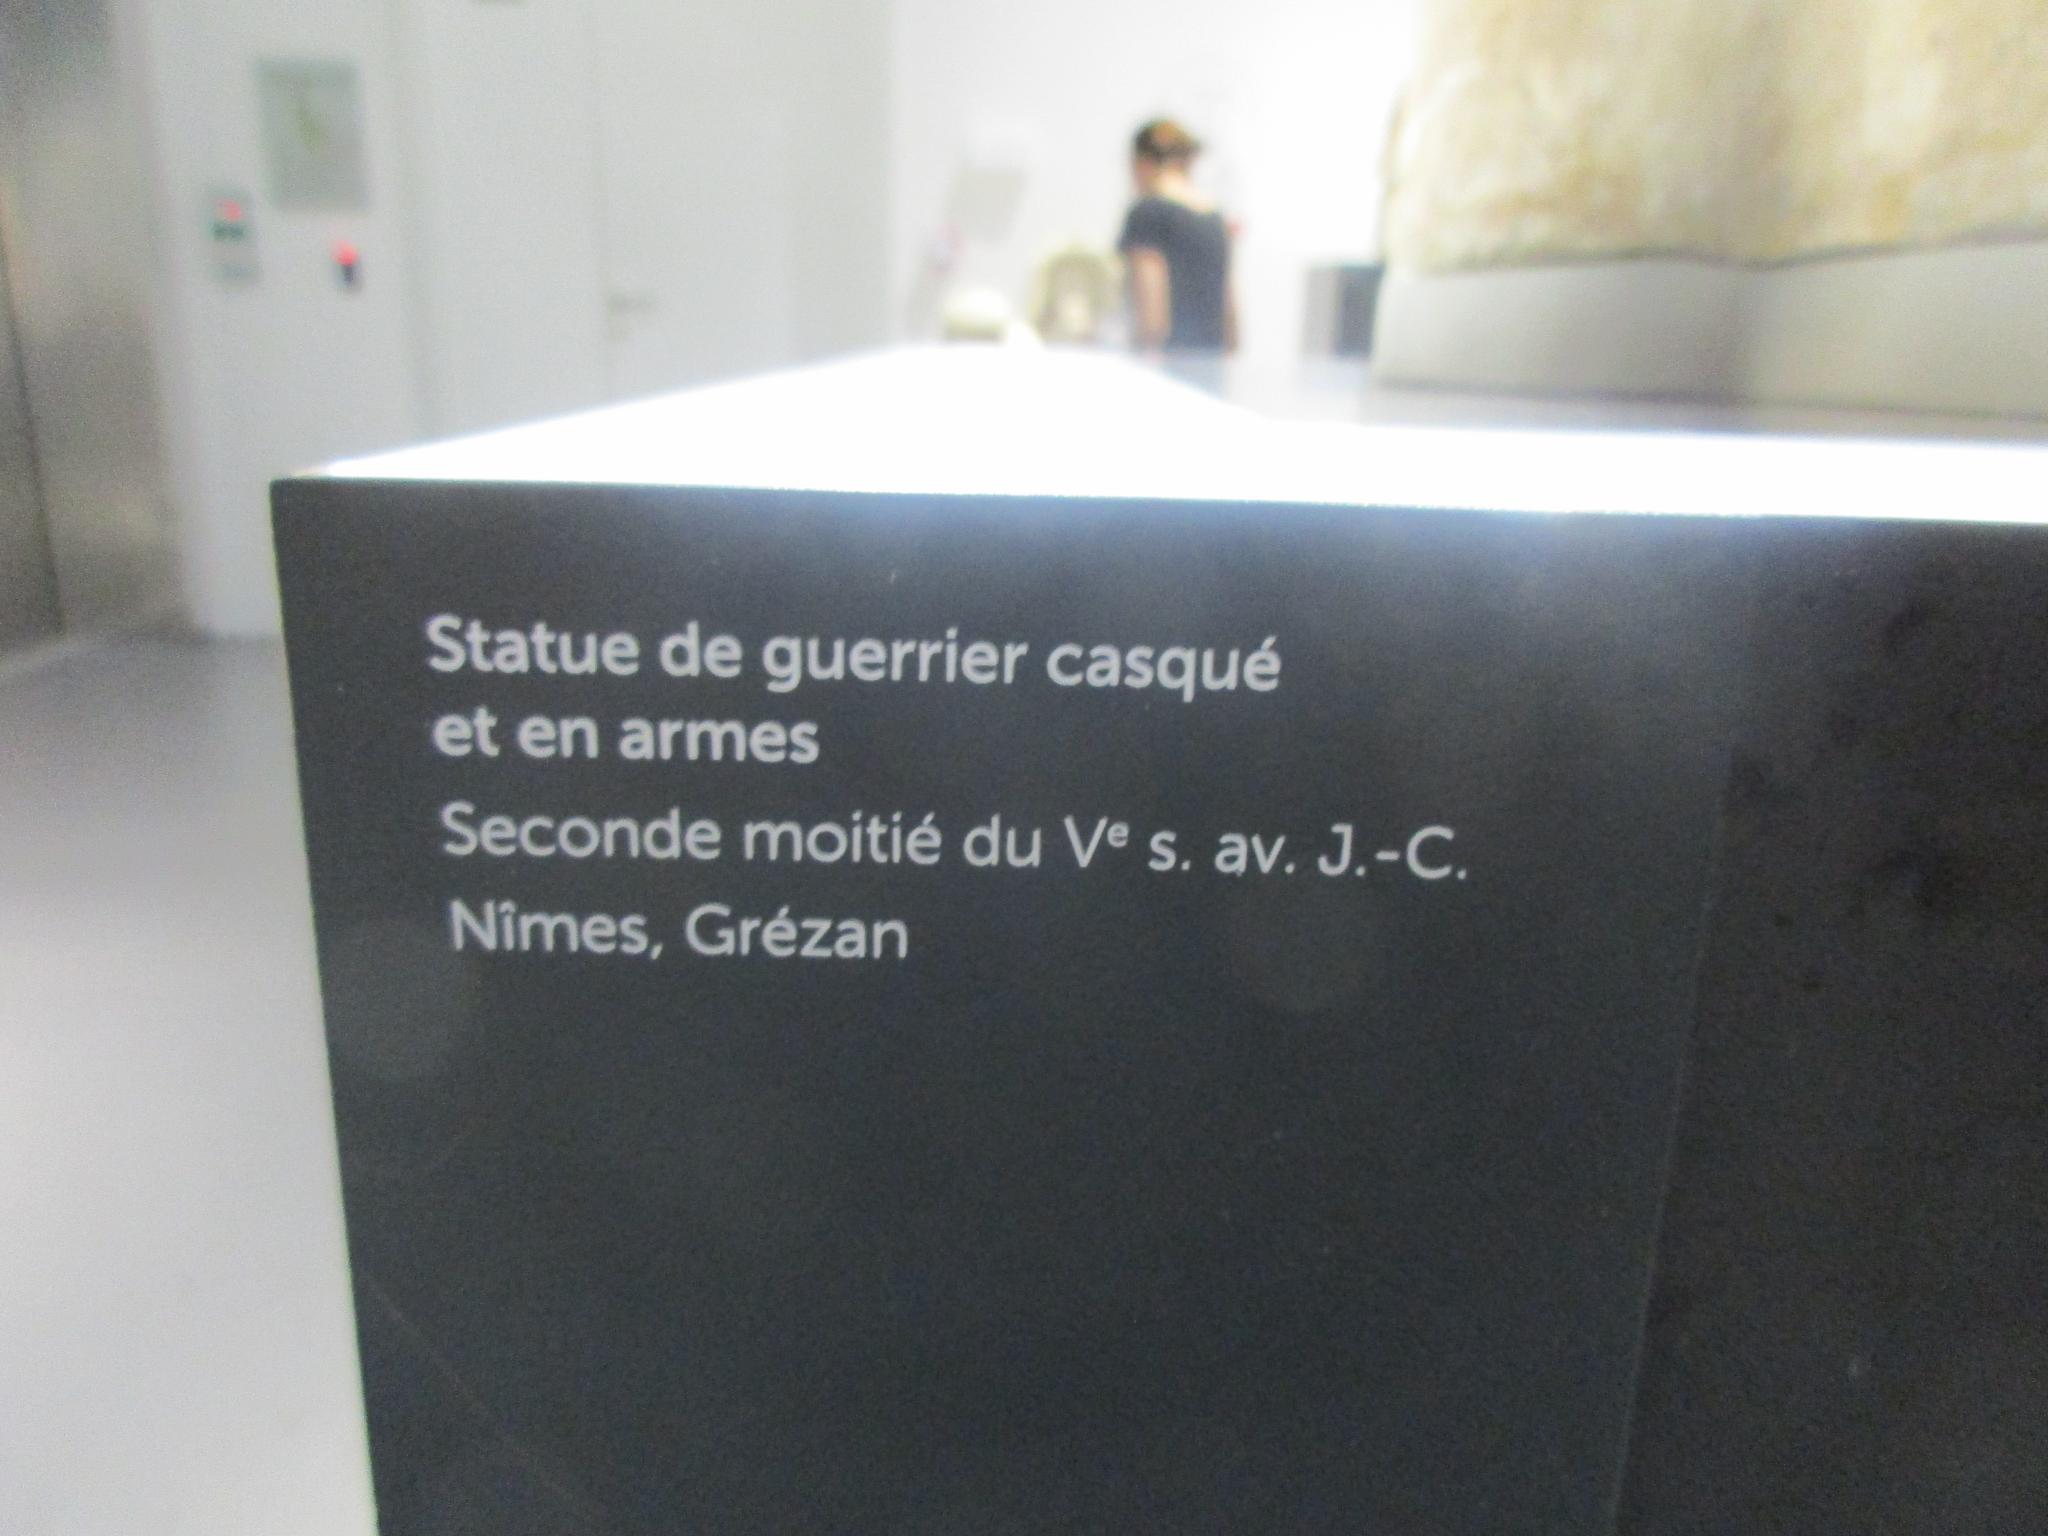 Statue de guerrier casqué
et en armes
Seconde moitié du Vᵉ s. av. J.-C.
Nîmes, Grézan